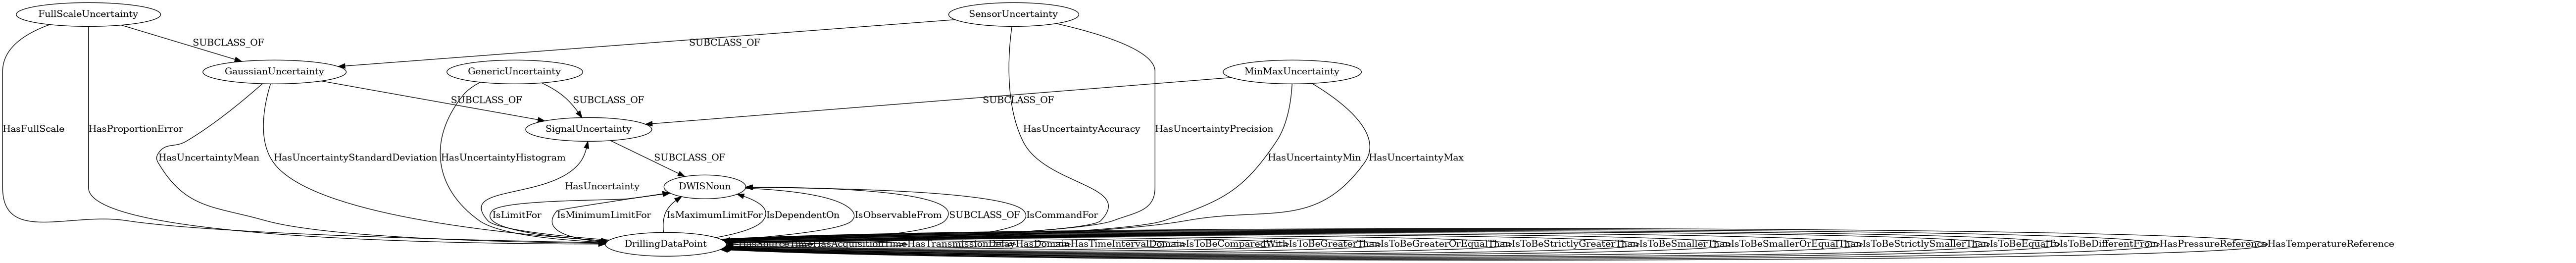 FullScaleUncertainty
SensorUncertainty
SUBCLASS_OF
SUBCLASS_OF
GaussianUncertainty
GenericUncertainty
MinMaxUncertainty
SUBCLASS_OF
SUBCLASS_OF
SUBCLASS_OF
HasFullScale
HasProportionError
SignalUncertainty
HasUncertaintyAccuracy
HasUncertaintyPrecision
HasUncertaintyMean
HasUncertaintyStandardDeviation
HasUncertaintyHistogram
SUBCLASS_OF
HasUncertaintyMin
HasUncertaintyMax
HasUncertainty
DWISNoun
IsLimitFor
IsMinimumLimitFor
IsMaximumLimitFor
IsDependentOn
IsObservableFrom
SUBCLASS_OF
IsCommandFor
DrillingDataPoint
HasSourceTime
HasAcquisitionTime
HasTransmissionDelay
HasDomain
HasTimeIntervalDomain
IsToBeComparedWith
IsToBeGreaterThan
IsToBeGreaterOrEqualThan
IsToBeStrictlyGreaterThan
IsToBeSmallerThan
IsToBeSmallerOrEqualThan
IsToBeStrictlySmallerThan
IsToBeEqualTo
IsToBeDifferentFrom
HasPressureReference
HasTemperatureReference